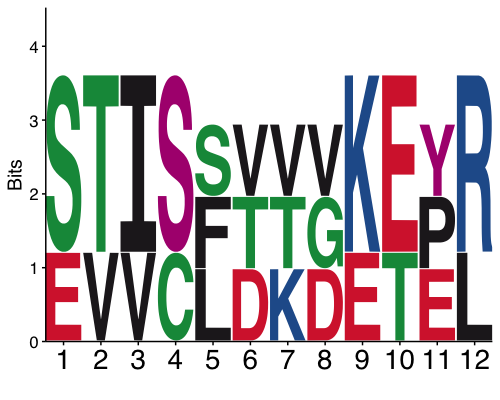 4
3
2
1
0
Bits
S T I S S V V V K E Y R
F T T G P
E V V C L D K D E T E L
1 2 3 4 5 6 7 8 9 10 11 12